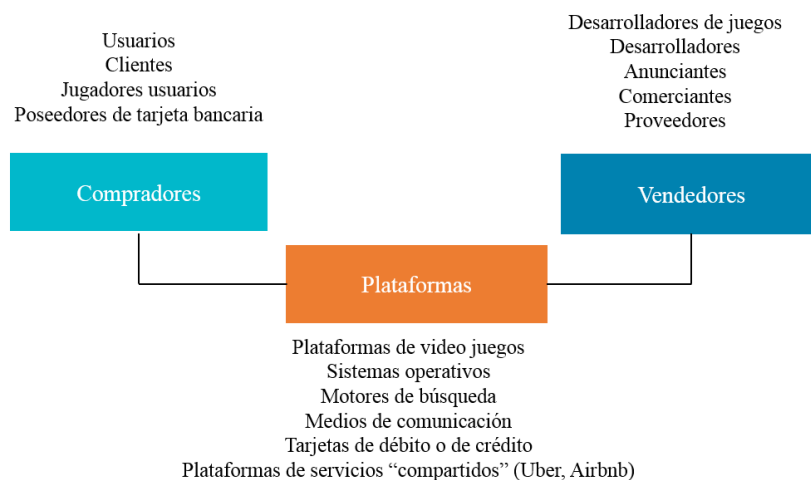 Usuarios
Clientes
Jugadores usuarios
Poseedores de tarjeta bancaria
Compradores
Desarrolladores de juegos
Desarrolladores
Anunciantes
Comerciantes
Proveedores
Vendedores
Plataformas
Plataformas de video juegos
Sistemas operativos
Motores de búsqueda
Medios de comunicación
Tarjetas de débito o de crédito
Plataformas de servicios “compartidos” (Uber, Airbnb)